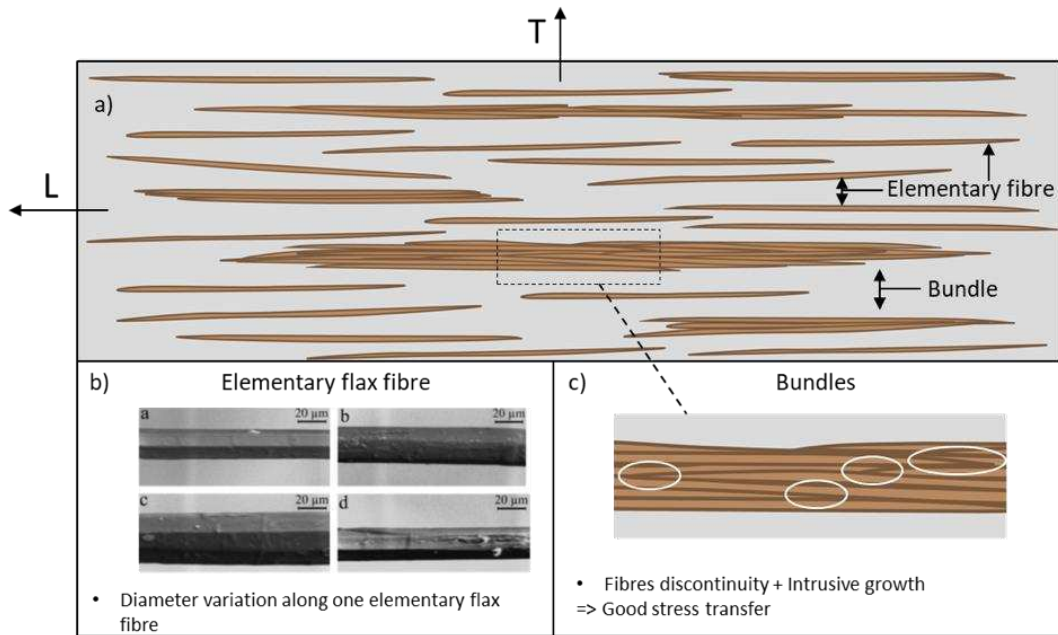 T
a)
L
Elementary fibre
Bundle
b)
Elementary flax fibre
a
20 µm
b
20 µm
c
20 µm
d
20 µm
• Diameter variation along one elementary flax
fibre
c)
Bundles
• Fibres discontinuity + Intrusive growth
=> Good stress transfer